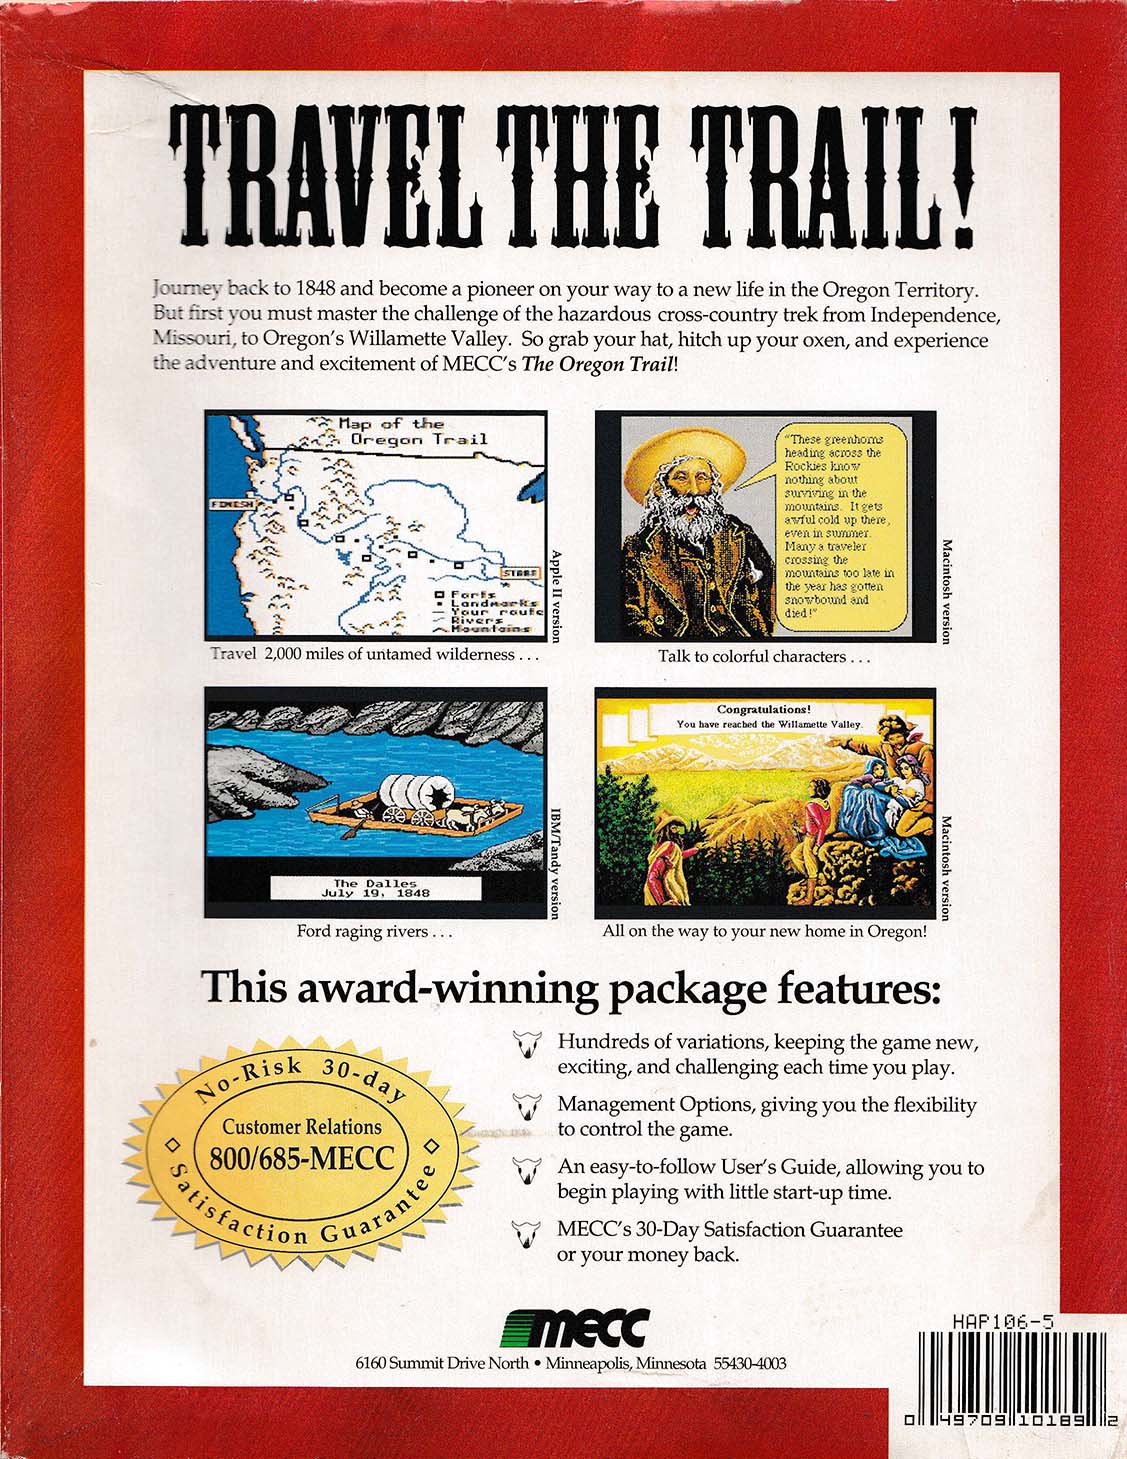 TRAVEL THE TRAIL!
Journey back to 1848 and become a pioneer on your way to a new life in the Oregon Territory.
But first you must master the challenge of the hazardous cross-country trek from Independence,
Missouri, to Oregon's Willamette Valley. So grab your hat, hitch up your oxen, and experience
the adventure and excitement of MECC's The Oregon Trail!
Map of the
Oregon Trail
FINISH
START
Forts
Landmarks
Your route
Rivers
Mountains
Apple II version
Travel 2,000 miles of untamed wilderness . . .
"These greenhorns
heading across the
Rockies know
nothing about
surviving in the
mountains. It gets
awful cold up there,
even in summer.
Many a traveler
crossing the
mountains too late in
the year has gotten
snowbound and
died!"
Macintosh version
Talk to colorful characters . . .
The Dalles
July 19, 1848
IBM/Tandy version
Ford raging rivers . . .
Congratulations!
You have reached the Willamette Valley.
Macintosh version
All on the way to your new home in Oregon!
This award-winning package features:
No-Risk 30-day
Customer Relations
800/685-MECC
Satisfaction Guarantee
Hundreds of variations, keeping the game new,
exciting, and challenging each time you play.
Management Options, giving you the flexibility
to control the game.
An easy-to-follow User's Guide, allowing you to
begin playing with little start-up time.
MECC's 30-Day Satisfaction Guarantee
or your money back.
mecc
6160 Summit Drive North • Minneapolis, Minnesota 55430-4003
HAP106-5
0 49709 10189 2